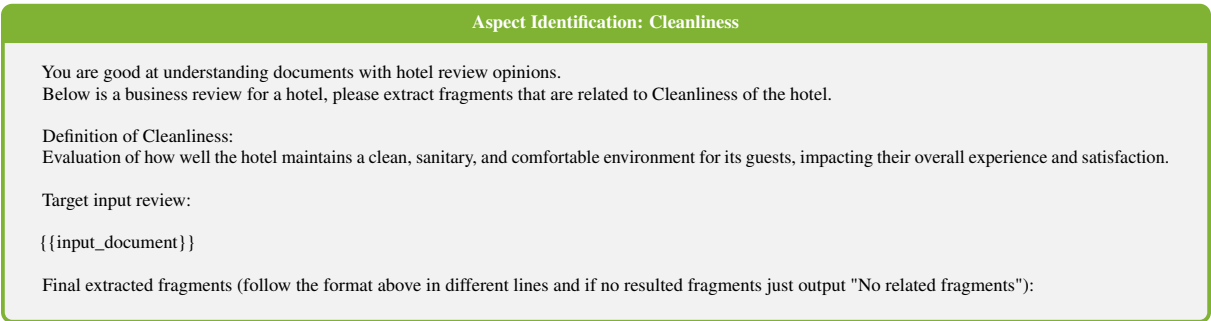 Aspect Identification: Cleanliness
You are good at understanding documents with hotel review opinions.
Below is a business review for a hotel, please extract fragments that are related to Cleanliness of the hotel.
Definition of Cleanliness:
Evaluation of how well the hotel maintains a clean, sanitary, and comfortable environment for its guests, impacting their overall experience and satisfaction.
Target input review:
{{input_document}}
Final extracted fragments (follow the format above in different lines and if no resulted fragments just output "No related fragments"):